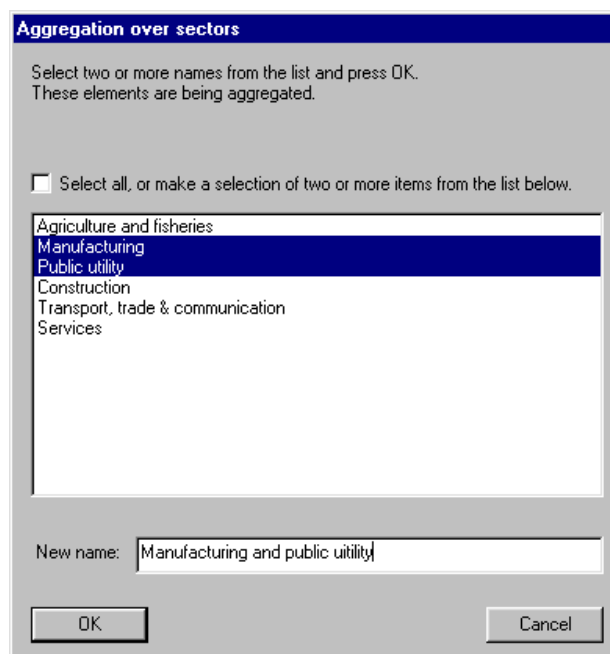 Aggregation over sectors
Select two or more names from the list and press OK.
These elements are being aggregated.
Select all, or make a selection of two or more items from the list below.
Agriculture and fisheries
Manufacturing
Public utility
Construction
Transport, trade & communication
Services
New name: Manufacturing and public uitility
OK Cancel